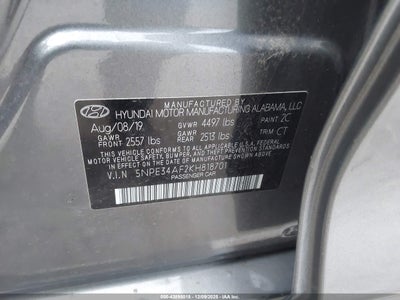 MANUFACTURED BY
HYUNDAI MOTOR MANUFACTURING ALABAMA, LLC
Aug/08/19
GVWR 4497 lbs
PAINT: 2C
GAWR FRONT 2557 lbs
GAWR REAR 2513 lbs
TRIM CT
THIS VEHICLE CONFORMS TO ALL APPLICABLE U.S. FEDERAL
MOTOR VEHICLE SAFETY, BUMPER, AND THEFT PREVENTION STANDARDS
IN EFFECT ON THE DATE OF MANUFACTURE SHOWN ABOVE.
V.I.N 5NPE34AF2KH818701
PASSENGER CAR